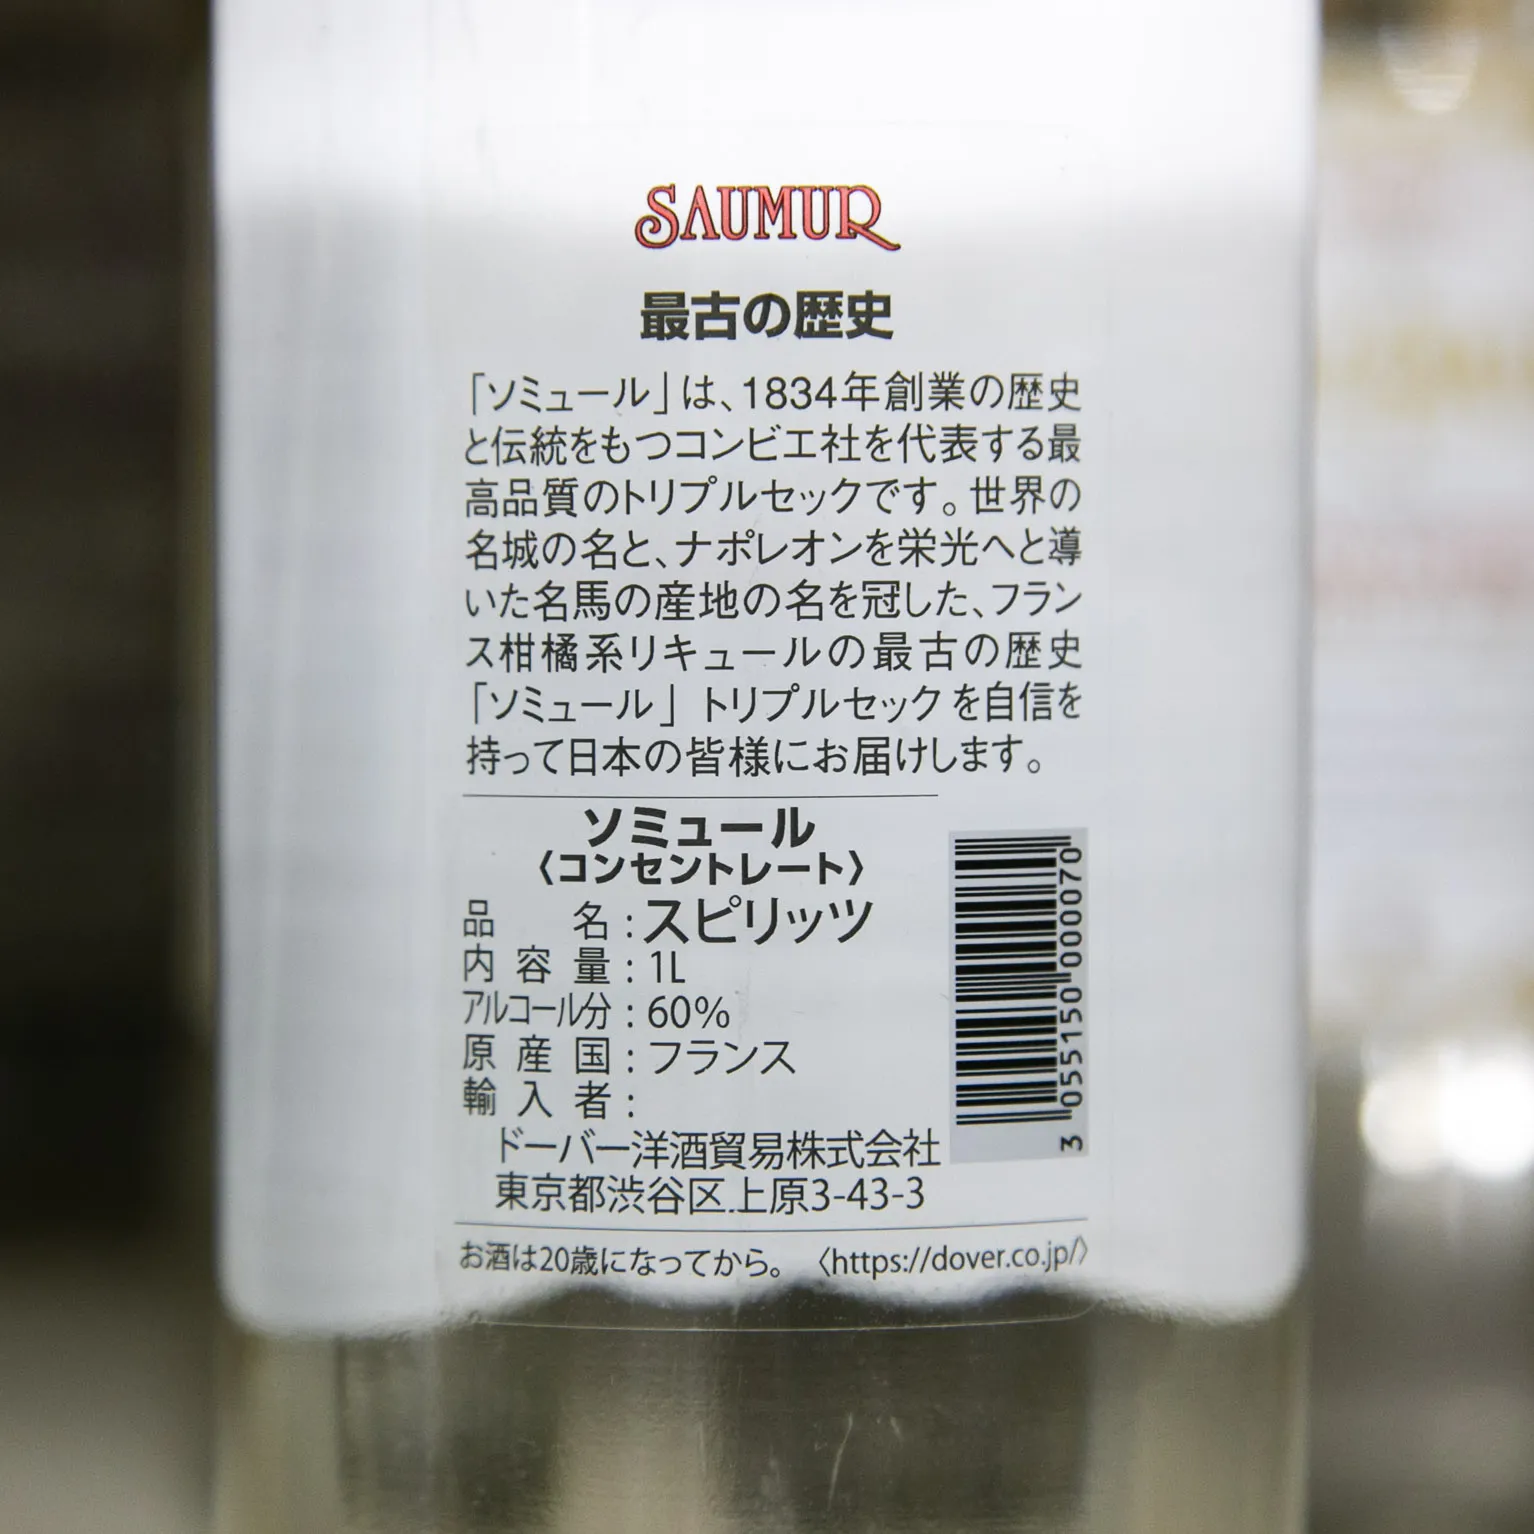 SAUMUR
最古の歴史
「ソミュール」は、1834年創業の歴史
と伝統をもつコンビエ社を代表する最
高品質のトリプルセックです。世界の
名城の名と、ナポレオンを栄光へと導
いた名馬の産地の名を冠した、フラン
ス柑橘系リキュールの最古の歴史
「ソミュール」 トリプルセックを自信を
持って日本の皆様にお届けします。
ソミュール
〈コンセントレート〉
品名:スピリッツ
内容量:1L
アルコール分:60%
原産国:フランス
輸入者:
ドーバー洋酒貿易株式会社
東京都渋谷区上原3-43-3
3 055150 000070
お酒は20歳になってから。 〈https://dover.co.jp/〉